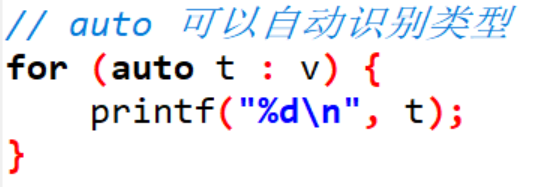 // auto 可以自动识别类型
for (auto t : v) {
    printf("%d\n", t);
}